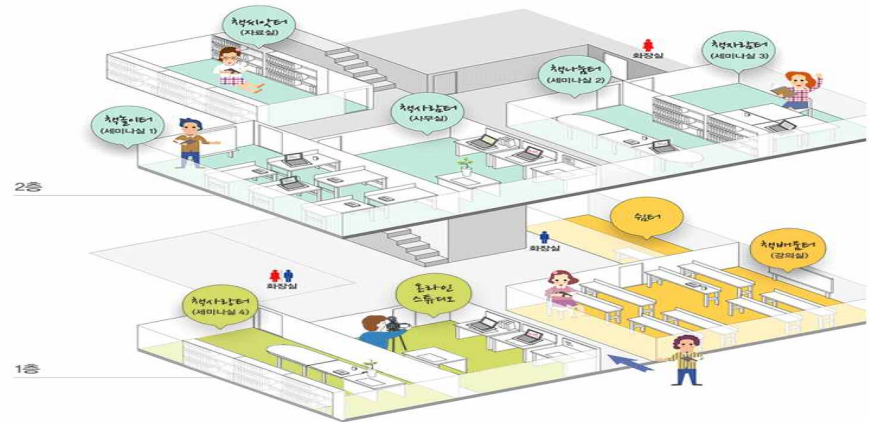 책씨앗터
(자료실)
책나눔터
(세미나실 2)
화장실
책자람터
(세미나실 3)
책놀이터
(세미나실 1)
책사람터
(사무실)
2층
쉼터
화장실
책배움터
(강의실)
화장실
온라인
스튜디오
책사랑터
(세미나실 4)
1층